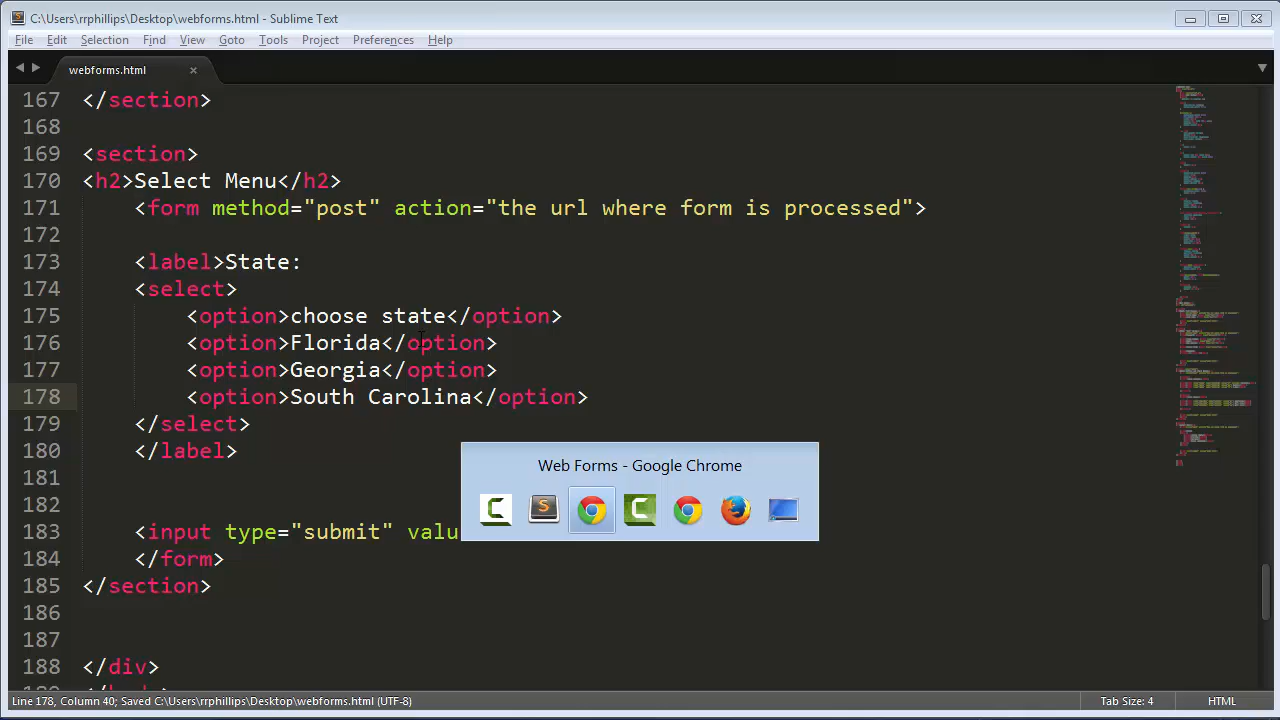 C:\Users\rrphillips\Desktop\webforms.html - Sublime Text
File Edit Selection Find View Goto Tools Project Preferences Help
webforms.html
167 </section>
168
169 <section>
170 <h2>Select Menu</h2>
171 <form method="post" action="the url where form is processed">
172
173 <label>State:
174 <select>
175 <option>choose state</option>
176 <option>Florida</option>
177 <option>Georgia</option>
178 <option>South Carolina</option>
179 </select>
180 </label>
181
182
183 <input type="submit" valu
184 </form>
185 </section>
186
187
188 </div>
Web Forms - Google Chrome
Line 178, Column 40; Saved C:\Users\rrphillips\Desktop\webforms.html (UTF-8)
Tab Size: 4
HTML